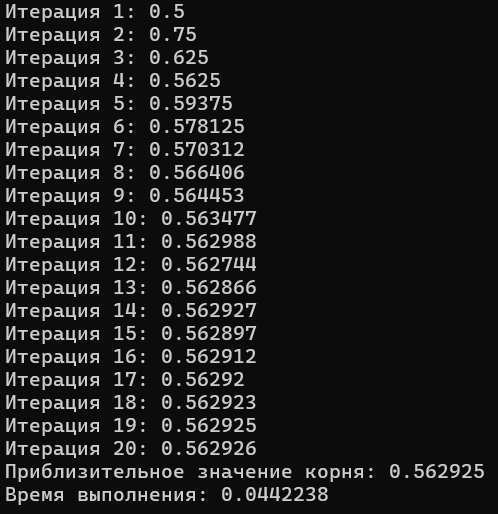 Итерация 1: 0.5
Итерация 2: 0.75
Итерация 3: 0.625
Итерация 4: 0.5625
Итерация 5: 0.59375
Итерация 6: 0.578125
Итерация 7: 0.570312
Итерация 8: 0.566406
Итерация 9: 0.564453
Итерация 10: 0.563477
Итерация 11: 0.562988
Итерация 12: 0.562744
Итерация 13: 0.562866
Итерация 14: 0.562927
Итерация 15: 0.562897
Итерация 16: 0.562912
Итерация 17: 0.56292
Итерация 18: 0.562923
Итерация 19: 0.562925
Итерация 20: 0.562926
Приблизительное значение корня: 0.562925
Время выполнения: 0.0442238